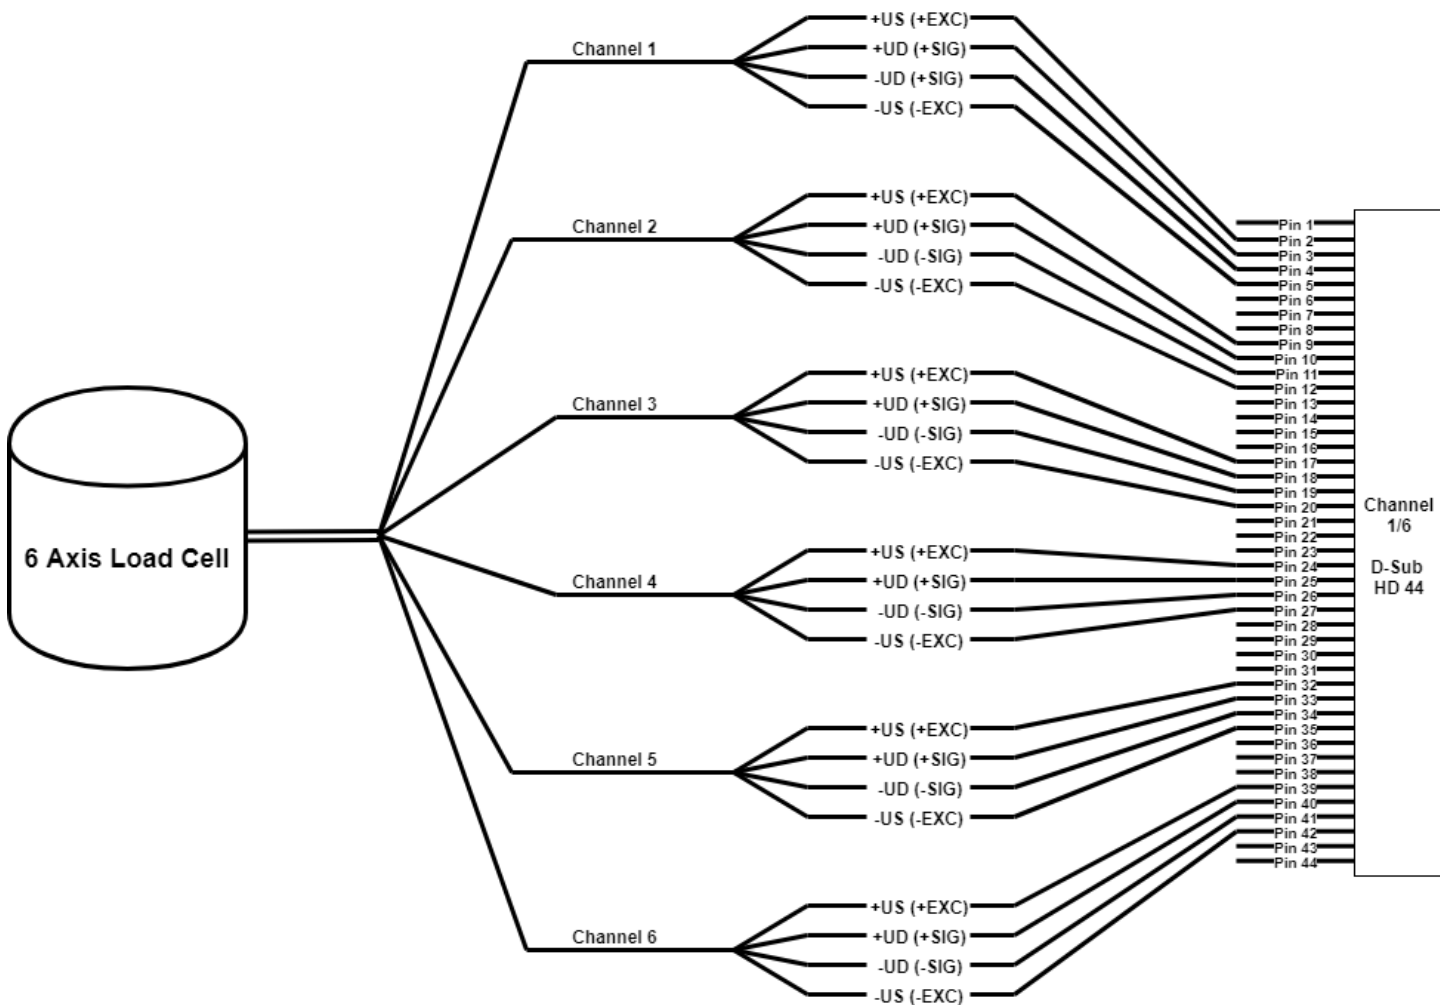 6 Axis Load Cell
Channel 1
+US (+EXC)
+UD (+SIG)
-UD (+SIG)
-US (-EXC)
Channel 2
+US (+EXC)
+UD (+SIG)
-UD (-SIG)
-US (-EXC)
Channel 3
+US (+EXC)
+UD (+SIG)
-UD (-SIG)
-US (-EXC)
Channel 4
+US (+EXC)
+UD (+SIG)
-UD (-SIG)
-US (-EXC)
Channel 5
+US (+EXC)
+UD (+SIG)
-UD (-SIG)
-US (-EXC)
Channel 6
+US (+EXC)
+UD (+SIG)
-UD (-SIG)
-US (-EXC)
Pin 1
Pin 2
Pin 3
Pin 4
Pin 5
Pin 6
Pin 7
Pin 8
Pin 9
Pin 10
Pin 11
Pin 12
Pin 13
Pin 14
Pin 15
Pin 16
Pin 17
Pin 18
Pin 19
Pin 20
Pin 21
Pin 22
Pin 23
Pin 24
Pin 25
Pin 26
Pin 27
Pin 28
Pin 29
Pin 30
Pin 31
Pin 32
Pin 33
Pin 34
Pin 35
Pin 36
Pin 37
Pin 38
Pin 39
Pin 40
Pin 41
Pin 42
Pin 43
Pin 44
Channel
1/6
D-Sub
HD 44